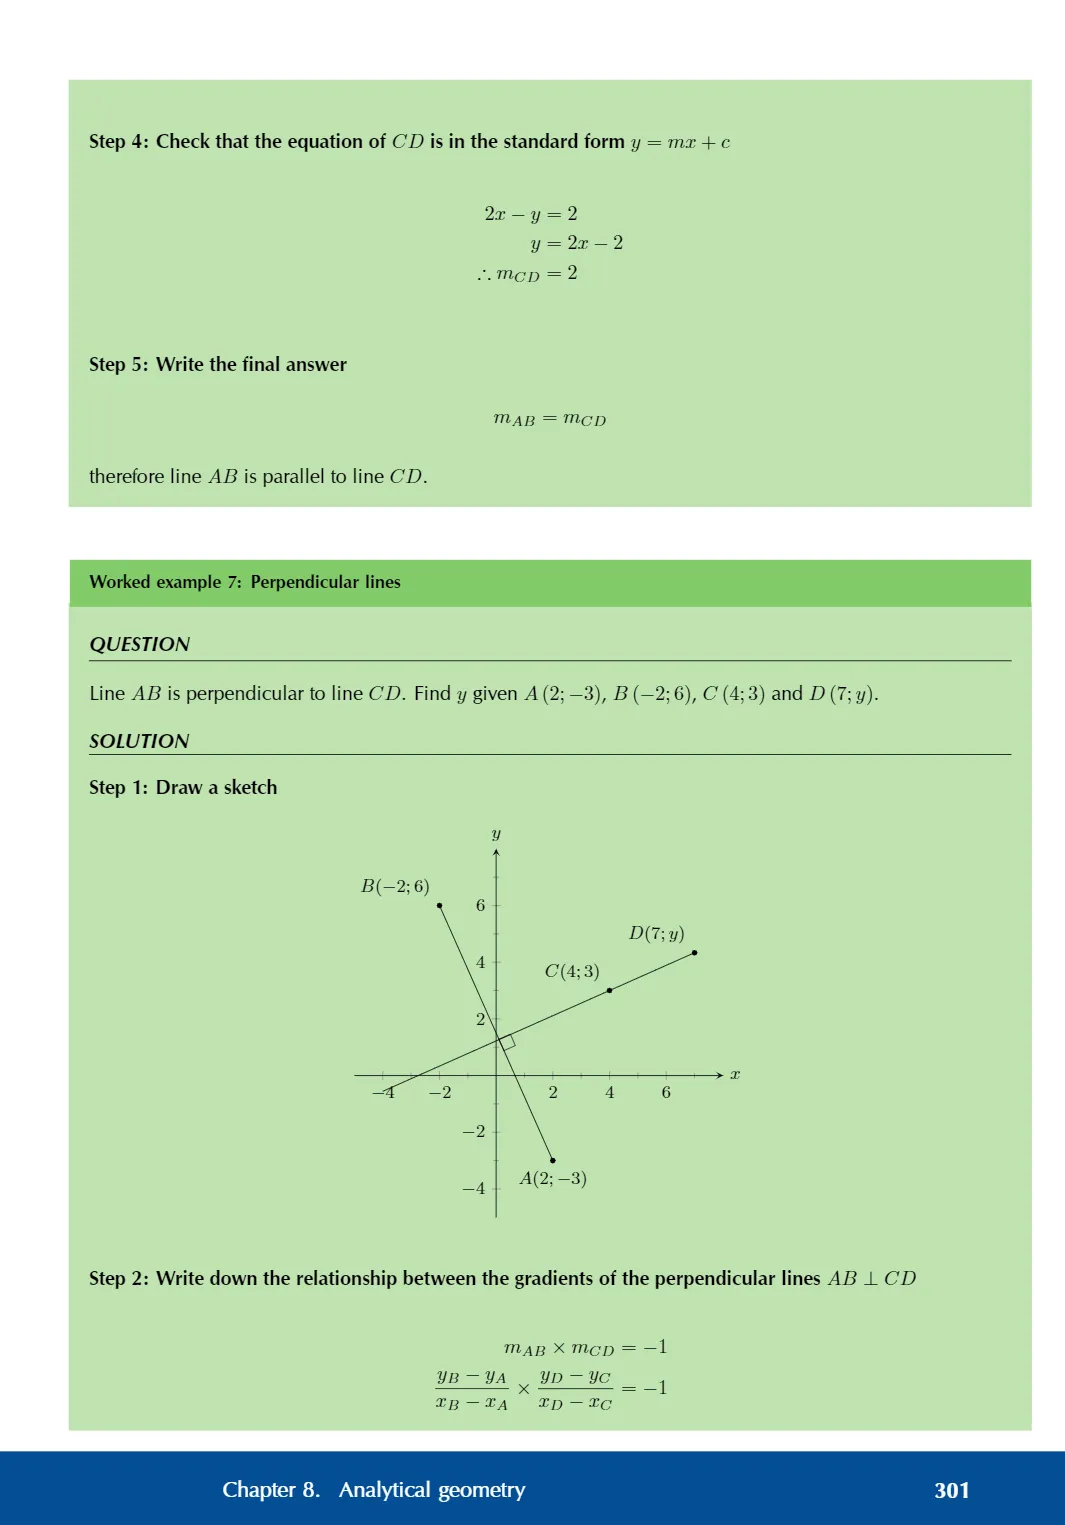 Step 4: Check that the equation of CD is in the standard form y = mx + c
2x − y = 2
y = 2x − 2
∴ m_{CD} = 2
Step 5: Write the final answer
m_{AB} = m_{CD}
therefore line AB is parallel to line CD.
Worked example 7: Perpendicular lines
QUESTION
Line AB is perpendicular to line CD. Find y given A (2; −3), B (−2; 6), C (4; 3) and D (7; y).
SOLUTION
Step 1: Draw a sketch
y
B(−2; 6)
6
D(7; y)
4
C(4; 3)
2
x
−4 −2 2 4 6
−2
A(2; −3)
−4
Step 2: Write down the relationship between the gradients of the perpendicular lines AB ⊥ CD
m_{AB} × m_{CD} = −1
\frac{y_B − y_A}{x_B − x_A} × \frac{y_D − y_C}{x_D − x_C} = −1
Chapter 8. Analytical geometry 301